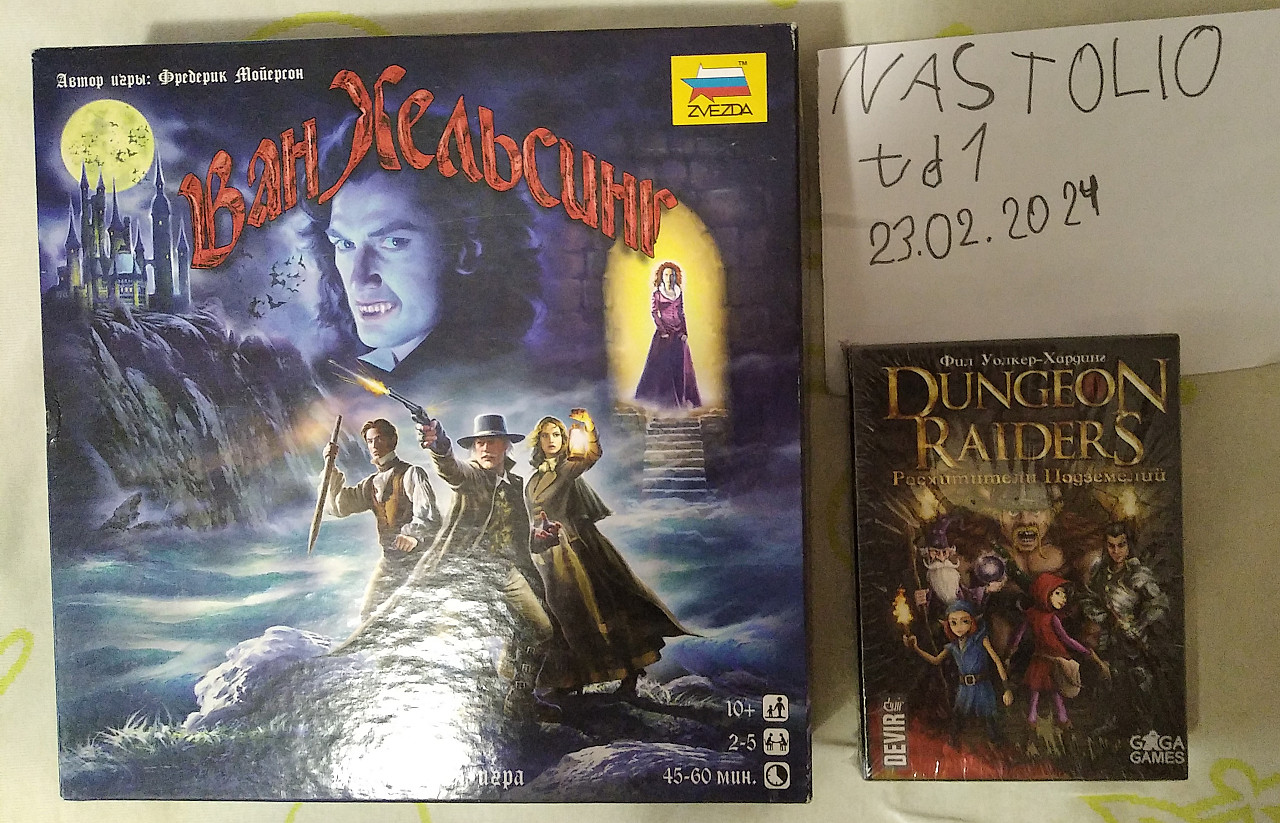 Автор игры: Фредерик Мойерсон
ZVEZDA
TM
Ван Хельсинг
10+
2-5
игра
45-60 мин.
NASTOLIO
td1
23.02.2024
Фил Уолкер-Хардинг
DUNGEON
RAIDERS
Расхитители Подземелий
DEVIR
GAGA
GAMES